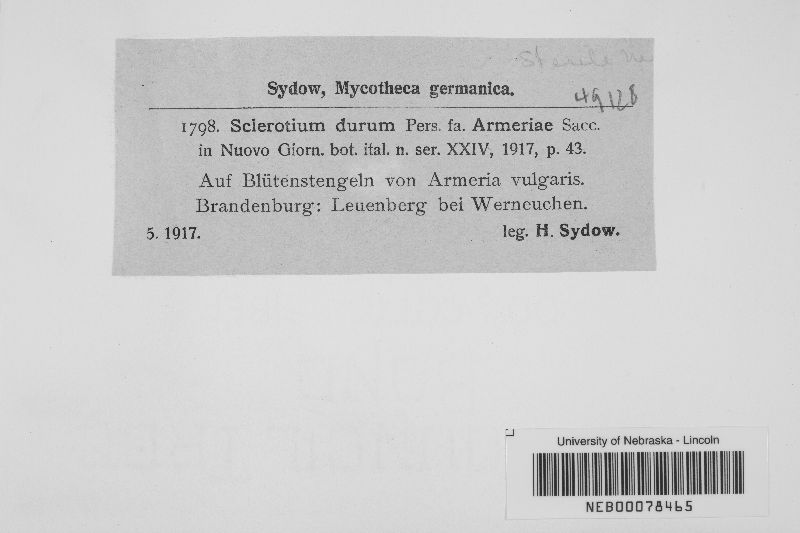 Sterile
Sydow, Mycotheca germanica.
49128
1798. Sclerotium durum Pers. fa. Armeriae Sacc.
in Nuovo Giorn. bot. ital. n. ser. XXIV, 1917, p. 43.
Auf Blütenstengeln von Armeria vulgaris.
Brandenburg: Leuenberg bei Werneuchen.
5. 1917. leg. H. Sydow.
University of Nebraska - Lincoln
NEB00078465